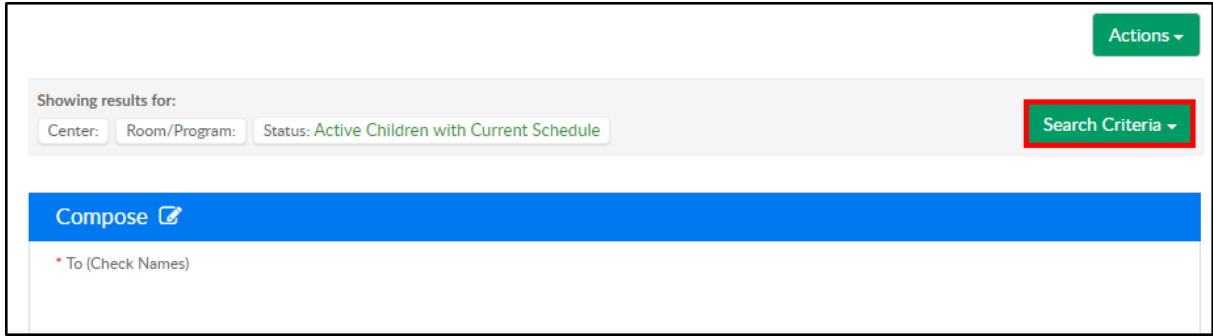 Actions
Showing results for:
Center: Room/Program: Status: Active Children with Current Schedule
Search Criteria
Compose
* To (Check Names)